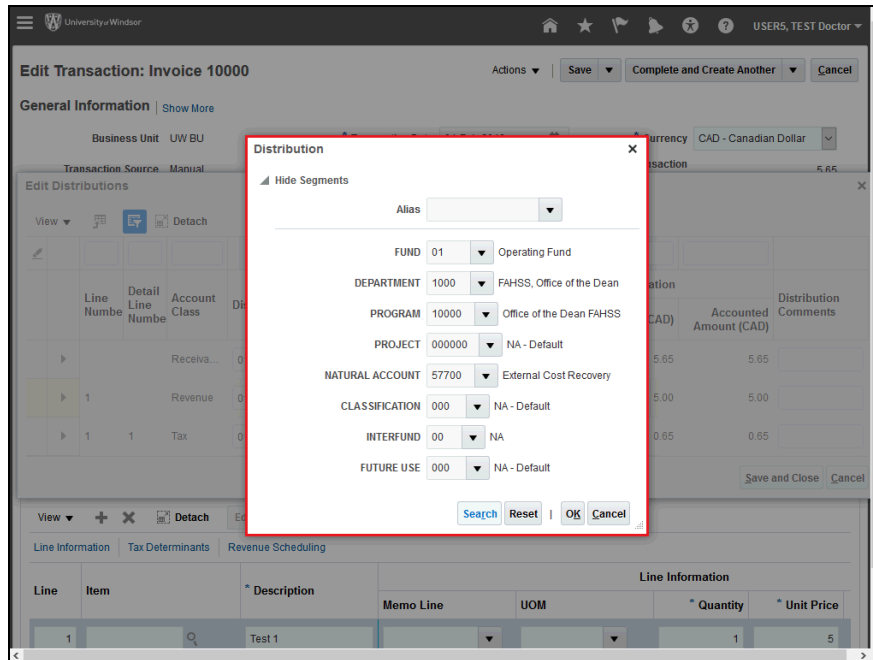 University of Windsor
USER5, TEST Doctor
Edit Transaction: Invoice 10000
Actions
Save
Complete and Create Another
Cancel
General Information | Show More
Business Unit UW BU
Currency CAD - Canadian Dollar
Transaction Source Manual
5.65
Distribution
Hide Segments
Alias
FUND 01 Operating Fund
DEPARTMENT 1000 FAHSS, Office of the Dean
PROGRAM 10000 Office of the Dean FAHSS
PROJECT 000000 NA - Default
NATURAL ACCOUNT 57700 External Cost Recovery
CLASSIFICATION 000 NA - Default
INTERFUND 00 NA
FUTURE USE 000 NA - Default
Search Reset | OK Cancel
Edit Distributions
View Detach
Line Numbe
Detail Line Numbe
Account Class
Accounted Amount (CAD)
Distribution Comments
Receiva... 5.65 5.65
1 Revenue 5.00 5.00
1 1 Tax 0.65 0.65
Save and Close Cancel
View Detach
Line Information Tax Determinants Revenue Scheduling
Line Information
Line Item * Description Memo Line UOM * Quantity * Unit Price
1 Test 1 1 5